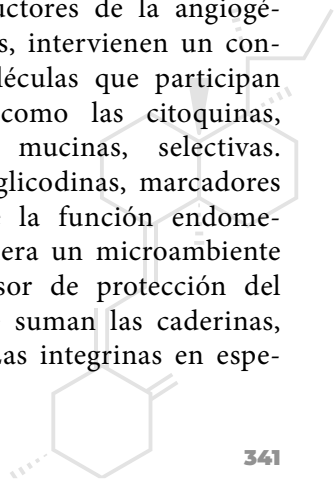 uctores de la angiogé-
s, intervienen un con-
léculas que participan
como las citoquinas,
mucinas, selectivas.
glicodinas, marcadores
la función endome-
era un microambiente
sor de protección del
suman las caderinas,
as integrinas en espe-
341